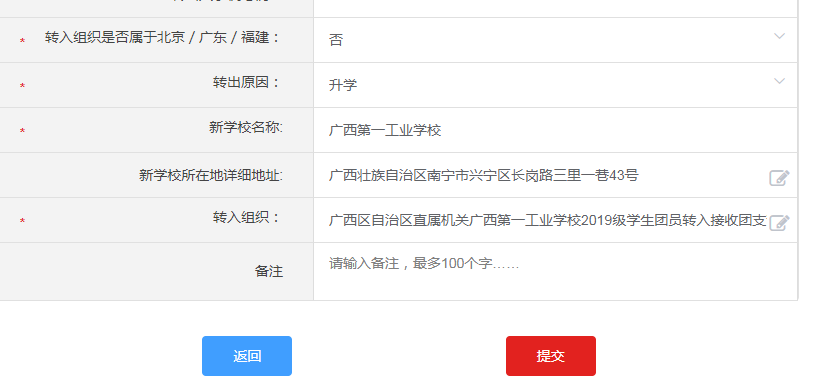 * 转入组织是否属于北京 / 广东 / 福建： 否
* 转出原因： 升学
* 新学校名称: 广西第一工业学校
新学校所在地详细地址: 广西壮族自治区南宁市兴宁区长岗路三里一巷43号
* 转入组织： 广西区自治区直属机关广西第一工业学校2019级学生团员转入接收团支
备注 请输入备注，最多100个字……
返回 提交